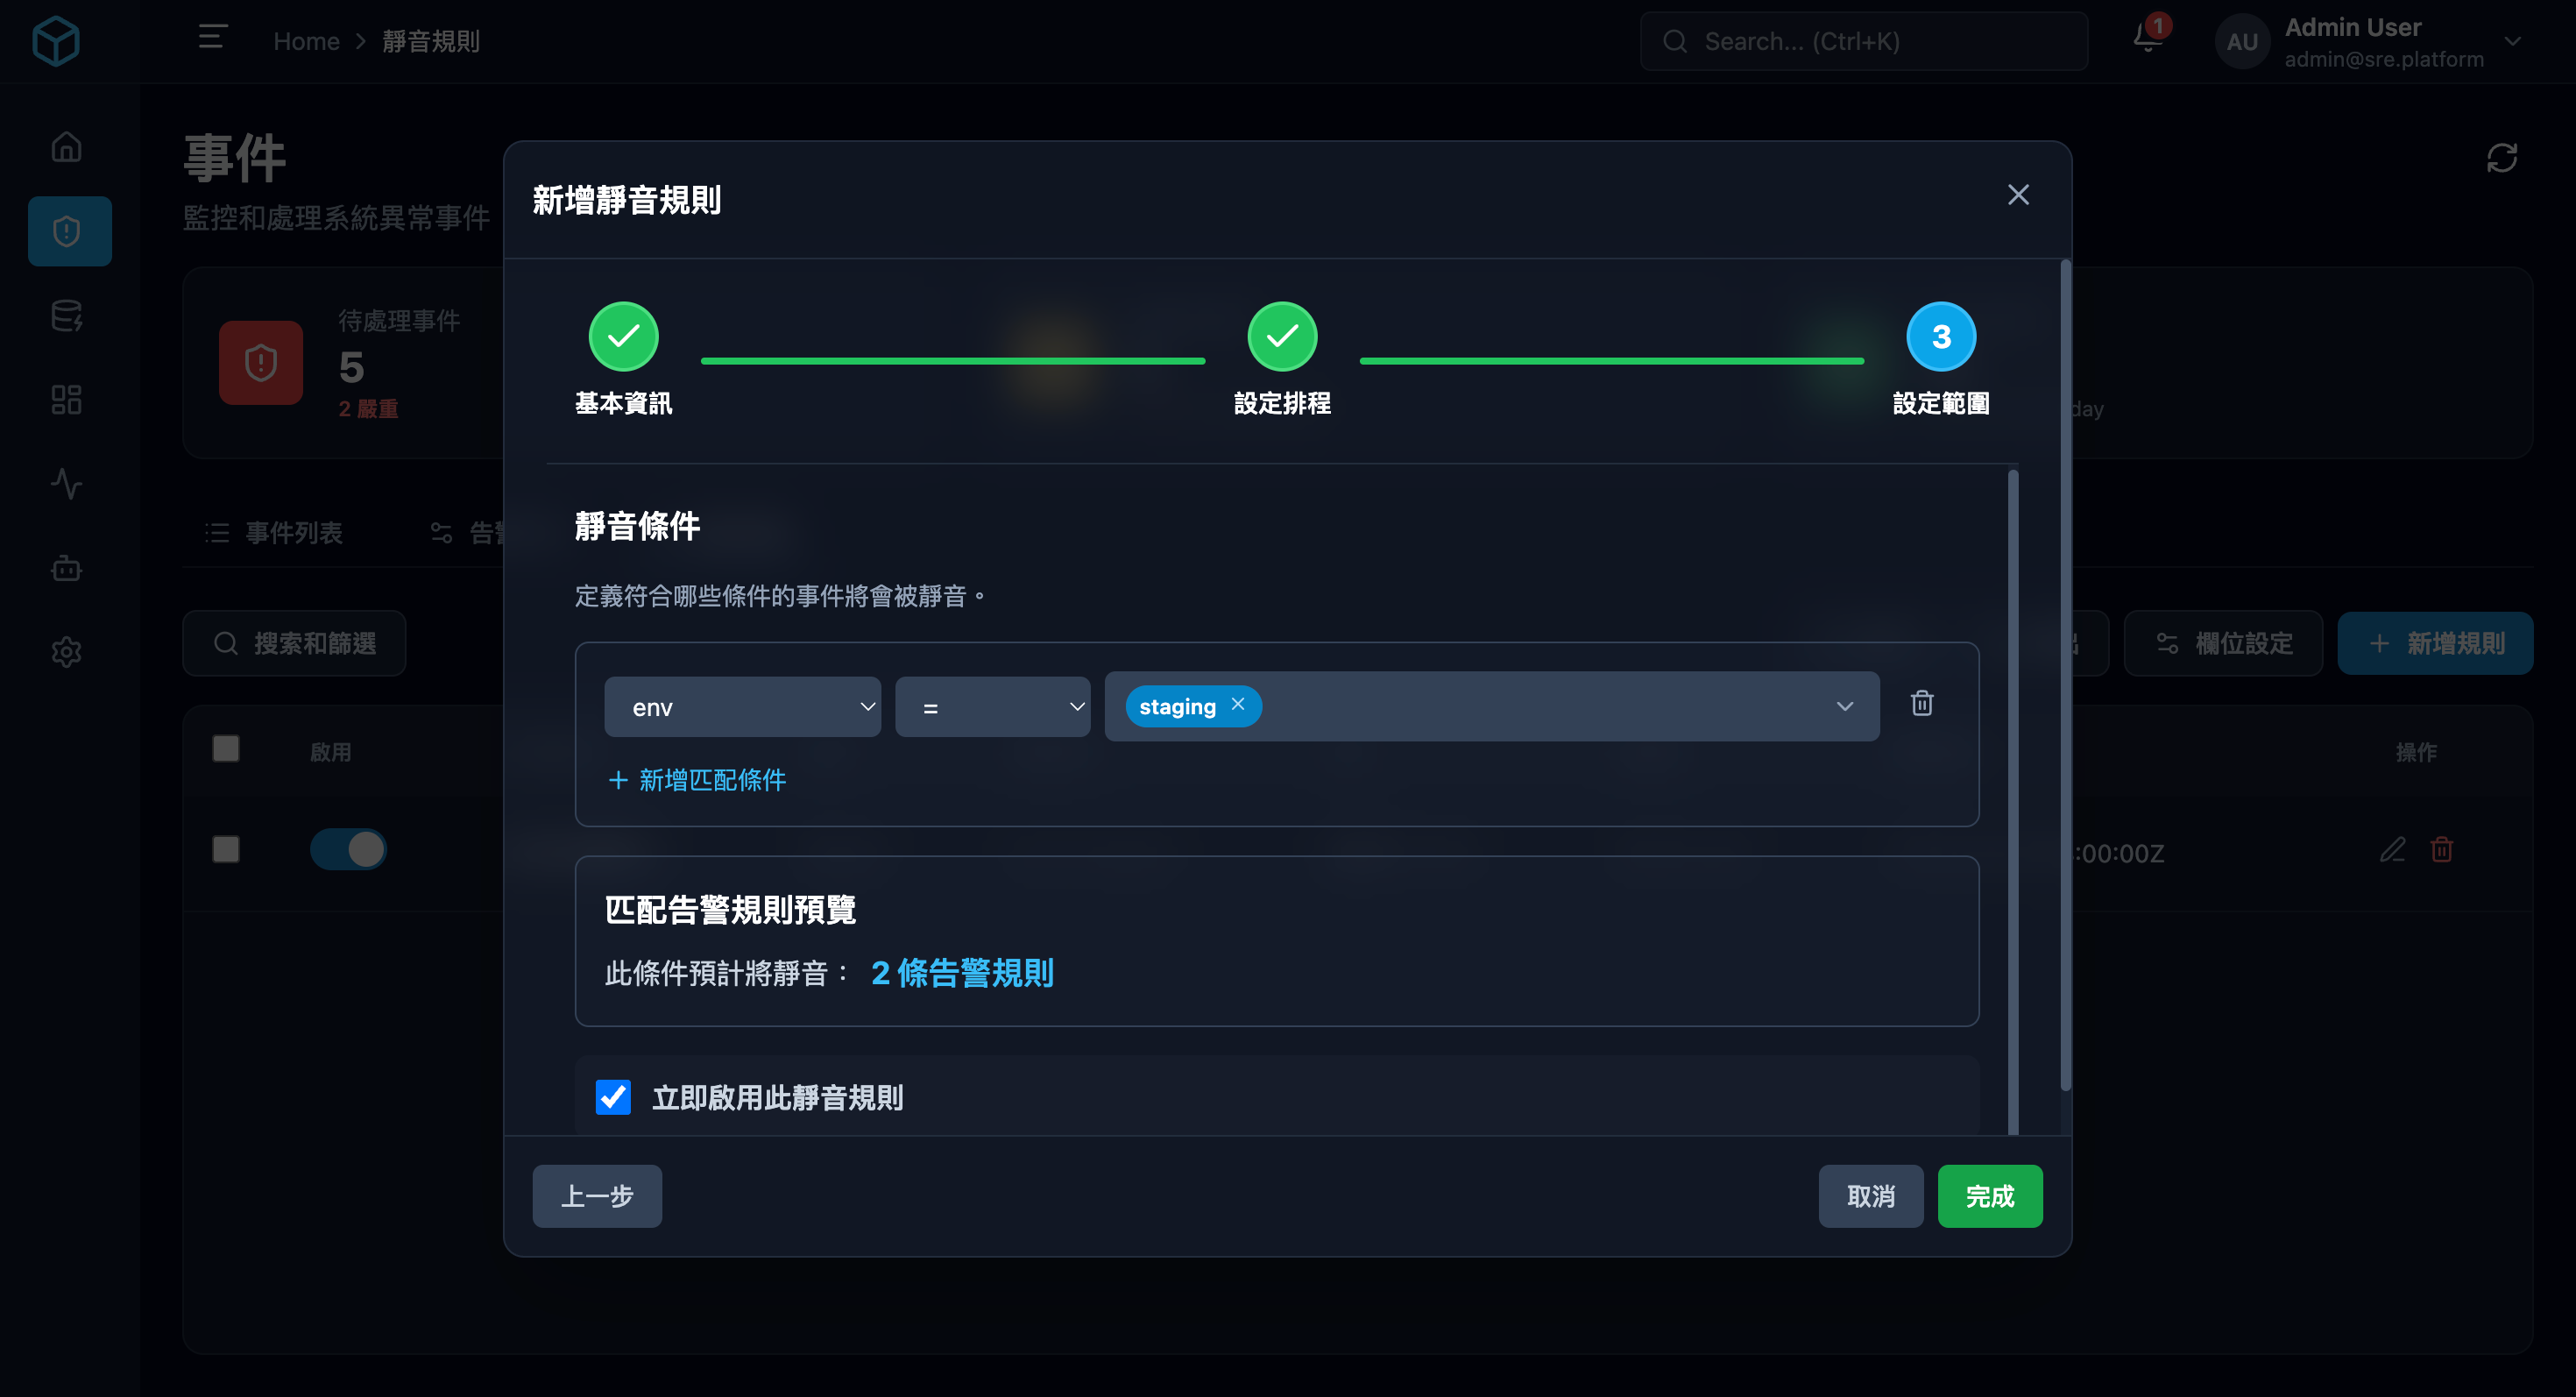 Home > 靜音規則
Search... (Ctrl+K)
1
AU
Admin User
admin@sre.platform
事件
監控和處理系統異常事件
待處理事件
5
2 嚴重
day
事件列表
搜索和篩選
欄位設定
+ 新增規則
啟用
操作
:00:00Z
新增靜音規則
3
基本資訊
設定排程
設定範圍
靜音條件
定義符合哪些條件的事件將會被靜音。
env
=
staging
+ 新增匹配條件
匹配告警規則預覽
此條件預計將靜音： 2 條告警規則
立即啟用此靜音規則
上一步
取消
完成